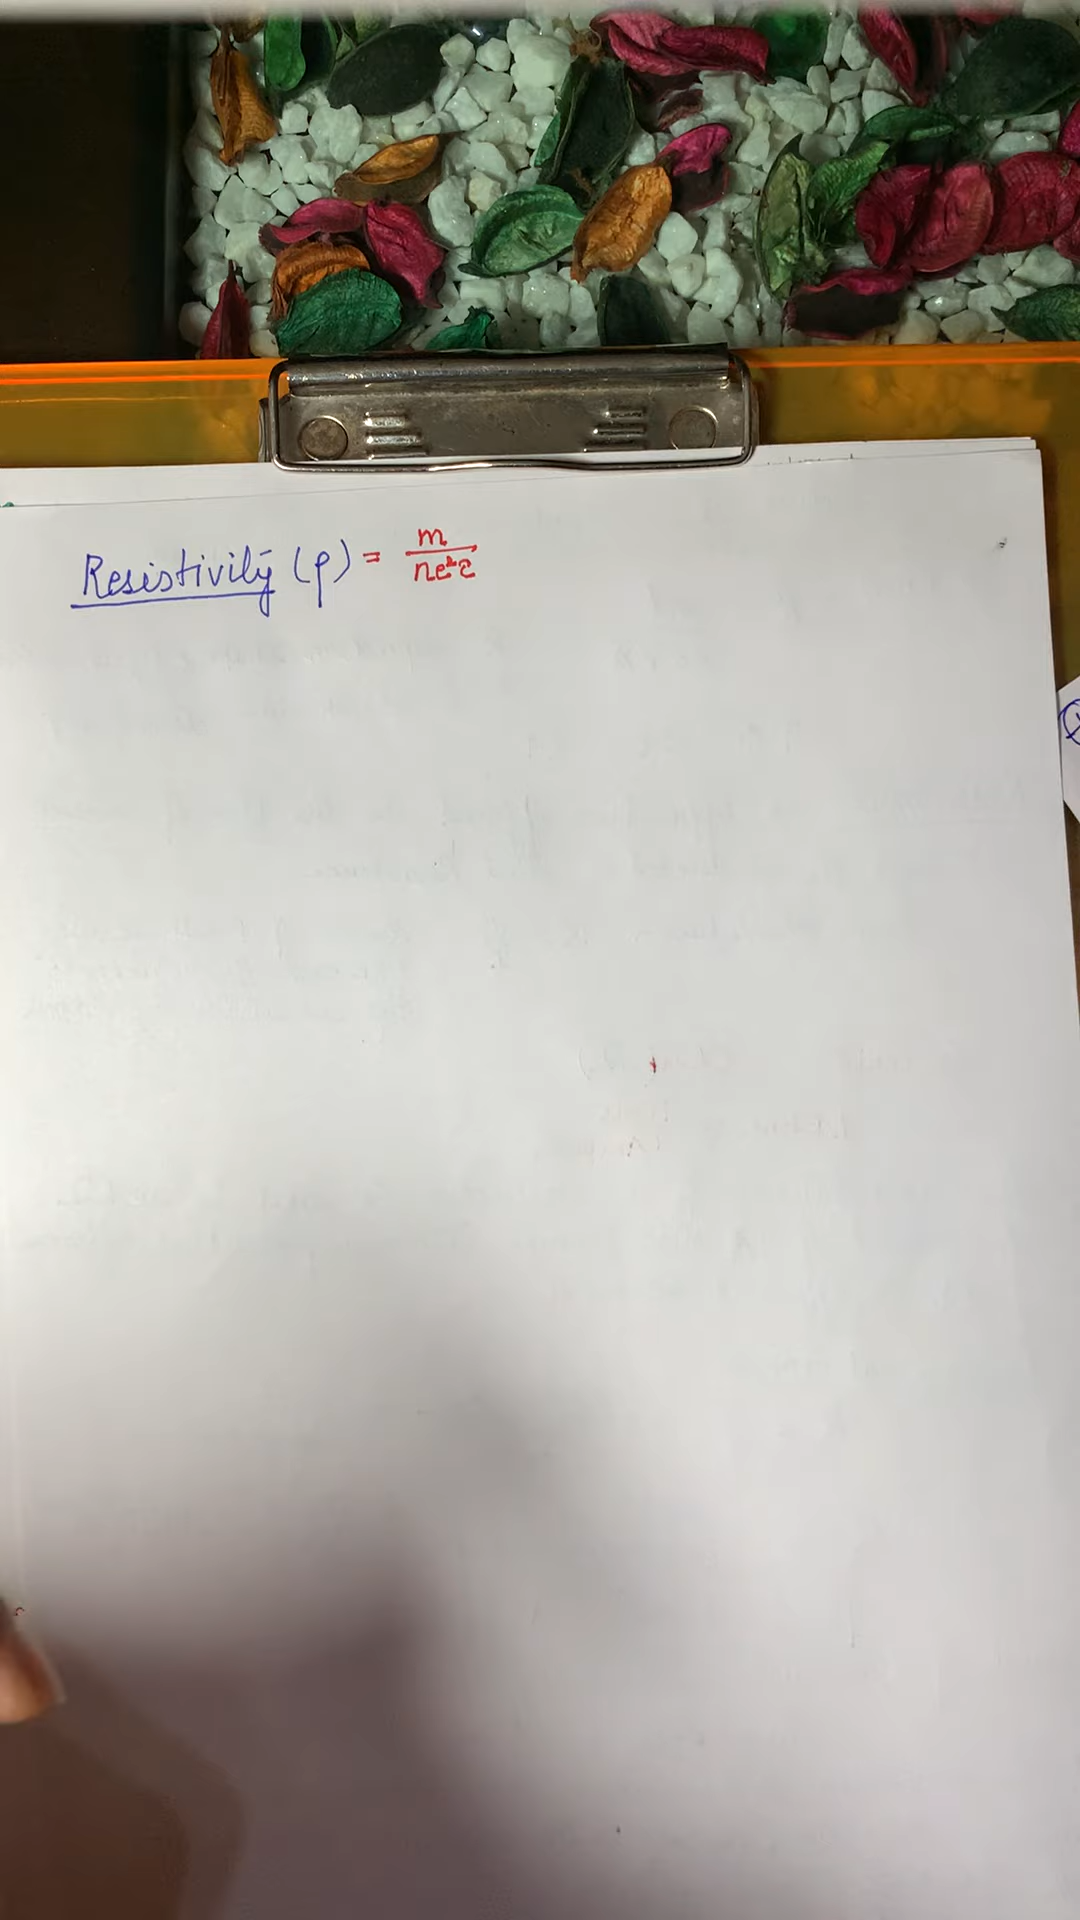 Resistivity (ρ) = m/ne²τ